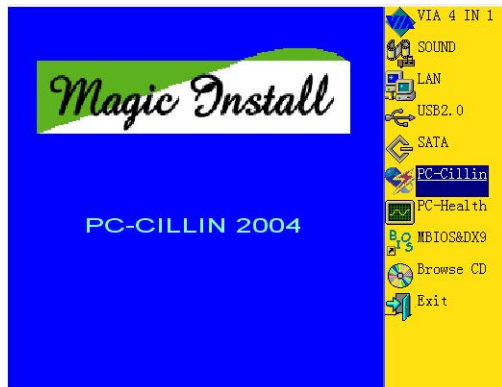 Magic Install
PC-CILLIN 2004
VIA 4 IN 1
SOUND
LAN
USB2.0
SATA
PC-Cillin
PC-Health
BIOS
MBIOS&DX9
Browse CD
Exit